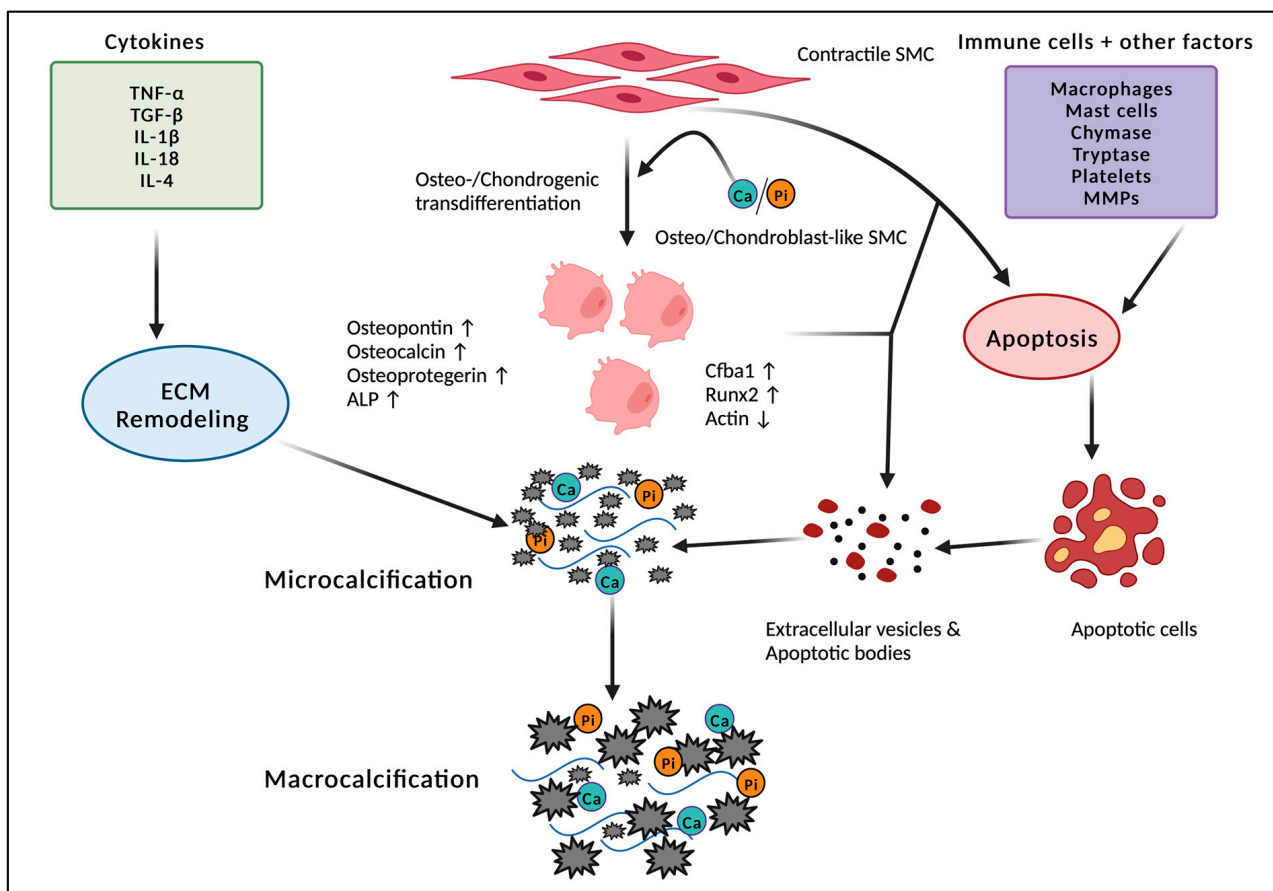 Cytokines
TNF-α
TGF-β
IL-1β
IL-18
IL-4
Contractile SMC
Immune cells + other factors
Macrophages
Mast cells
Chymase
Tryptase
Platelets
MMPs
Osteo-/Chondrogenic
transdifferentiation
Ca/Pi
Osteo/Chondroblast-like SMC
Osteopontin ↑
Osteocalcin ↑
Osteoprotegerin ↑
ALP ↑
Cfba1 ↑
Runx2 ↑
Actin ↓
Apoptosis
ECM
Remodeling
Ca
Pi
Pi
Ca
Microcalcification
Extracellular vesicles &
Apoptotic bodies
Apoptotic cells
Pi
Ca
Pi
Pi
Ca
Ca
Macrocalcification